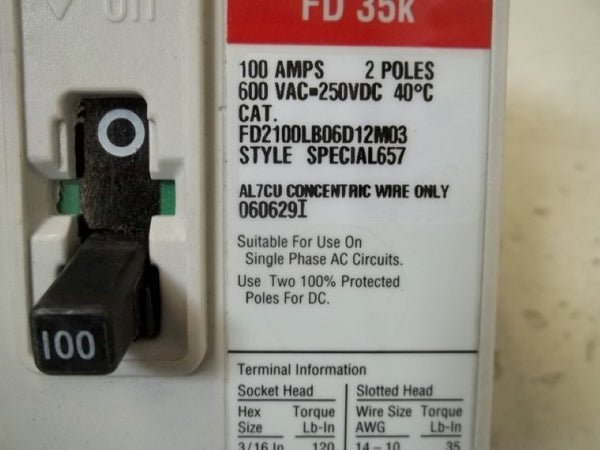 Off
FD 35k
100 AMPS 2 POLES
600 VAC=250VDC 40°C
CAT.
FD2100LB06D12M03
STYLE SPECIAL657
AL7CU CONCENTRIC WIRE ONLY
060629I
Suitable For Use On
Single Phase AC Circuits.
Use Two 100% Protected
Poles For DC.
O
100
Terminal Information
Socket Head Slotted Head
Hex Torque Wire Size Torque
Size Lb-In AWG Lb-In
3/16 In 120 14-10 35